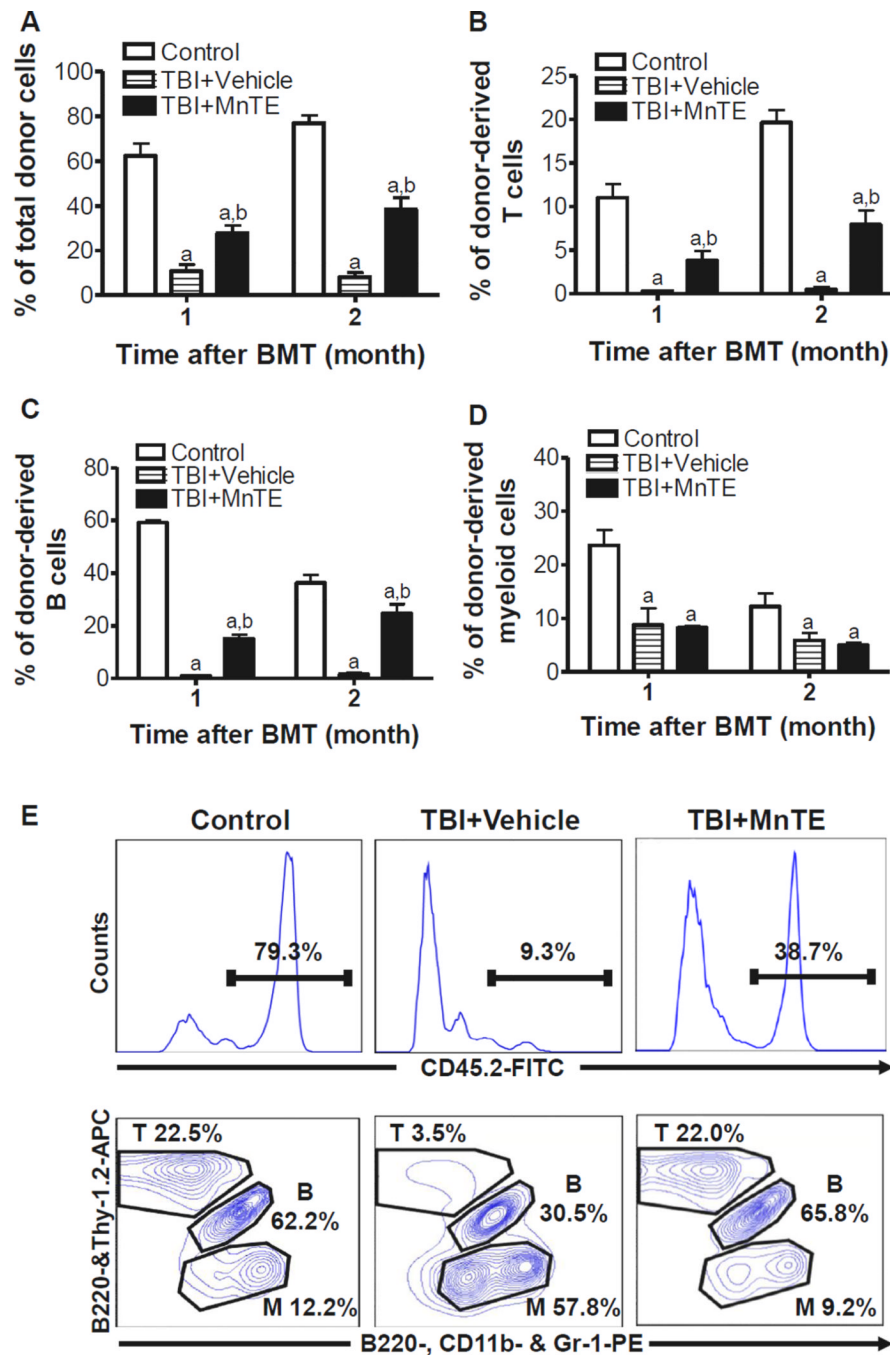 A
Control
TBI+Vehicle
TBI+MnTE
% of total donor cells
100
80
60
40
20
0
a
a,b
a
a,b
1
2
Time after BMT (month)
B
Control
TBI+Vehicle
TBI+MnTE
% of donor-derived
T cells
25
20
15
10
5
0
a
a,b
a
a,b
1
2
Time after BMT (month)
C
Control
TBI+Vehicle
TBI+MnTE
% of donor-derived
B cells
80
60
40
20
0
a
a,b
a
a,b
1
2
Time after BMT (month)
D
Control
TBI+Vehicle
TBI+MnTE
% of donor-derived
myeloid cells
40
30
20
10
0
a
a
a
a
1
2
Time after BMT (month)
E
Control
TBI+Vehicle
TBI+MnTE
Counts
79.3%
9.3%
38.7%
CD45.2-FITC
B220-&Thy-1.2-APC
T 22.5%
B
62.2%
M 12.2%
T 3.5%
B
30.5%
M 57.8%
T 22.0%
B
65.8%
M 9.2%
B220-, CD11b- & Gr-1-PE